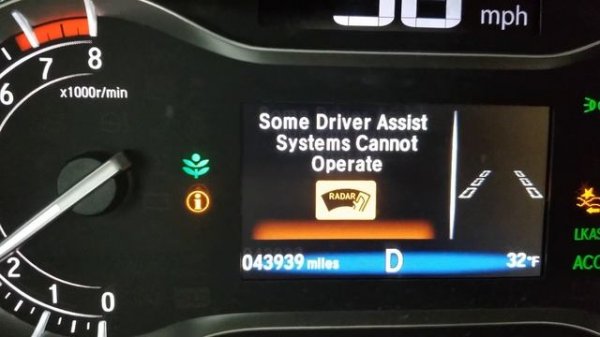 mph
8
7
6
x1000r/min
Some Driver Assist
Systems Cannot
Operate
RADAR
i
LKAS
ACC
2
1
0
043939 miles D 32°F